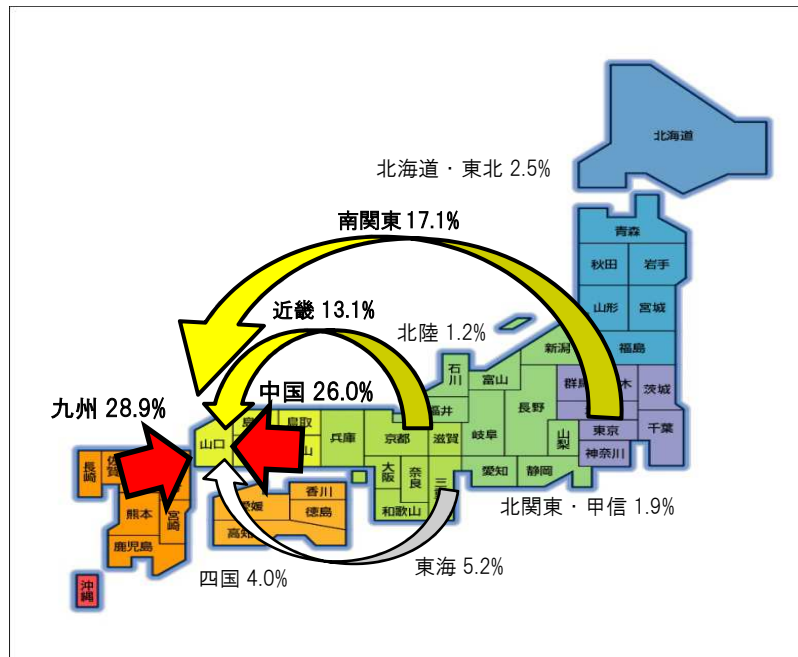 北海道
北海道・東北 2.5%
南関東 17.1%
青森
秋田 岩手
山形 宮城
近畿 13.1%
北陸 1.2%
新潟 福島
石川
富山
群馬
茨城
中国 26.0%
九州 28.9%
福井
長野
鳥取
山口
兵庫
京都 滋賀
岐阜
山梨
東京 千葉
神奈川
長崎
佐賀
大阪
奈良
愛知 静岡
香川
愛媛 徳島
和歌山
北関東・甲信 1.9%
熊本
宮崎
高知
鹿児島
四国 4.0%
東海 5.2%
沖縄